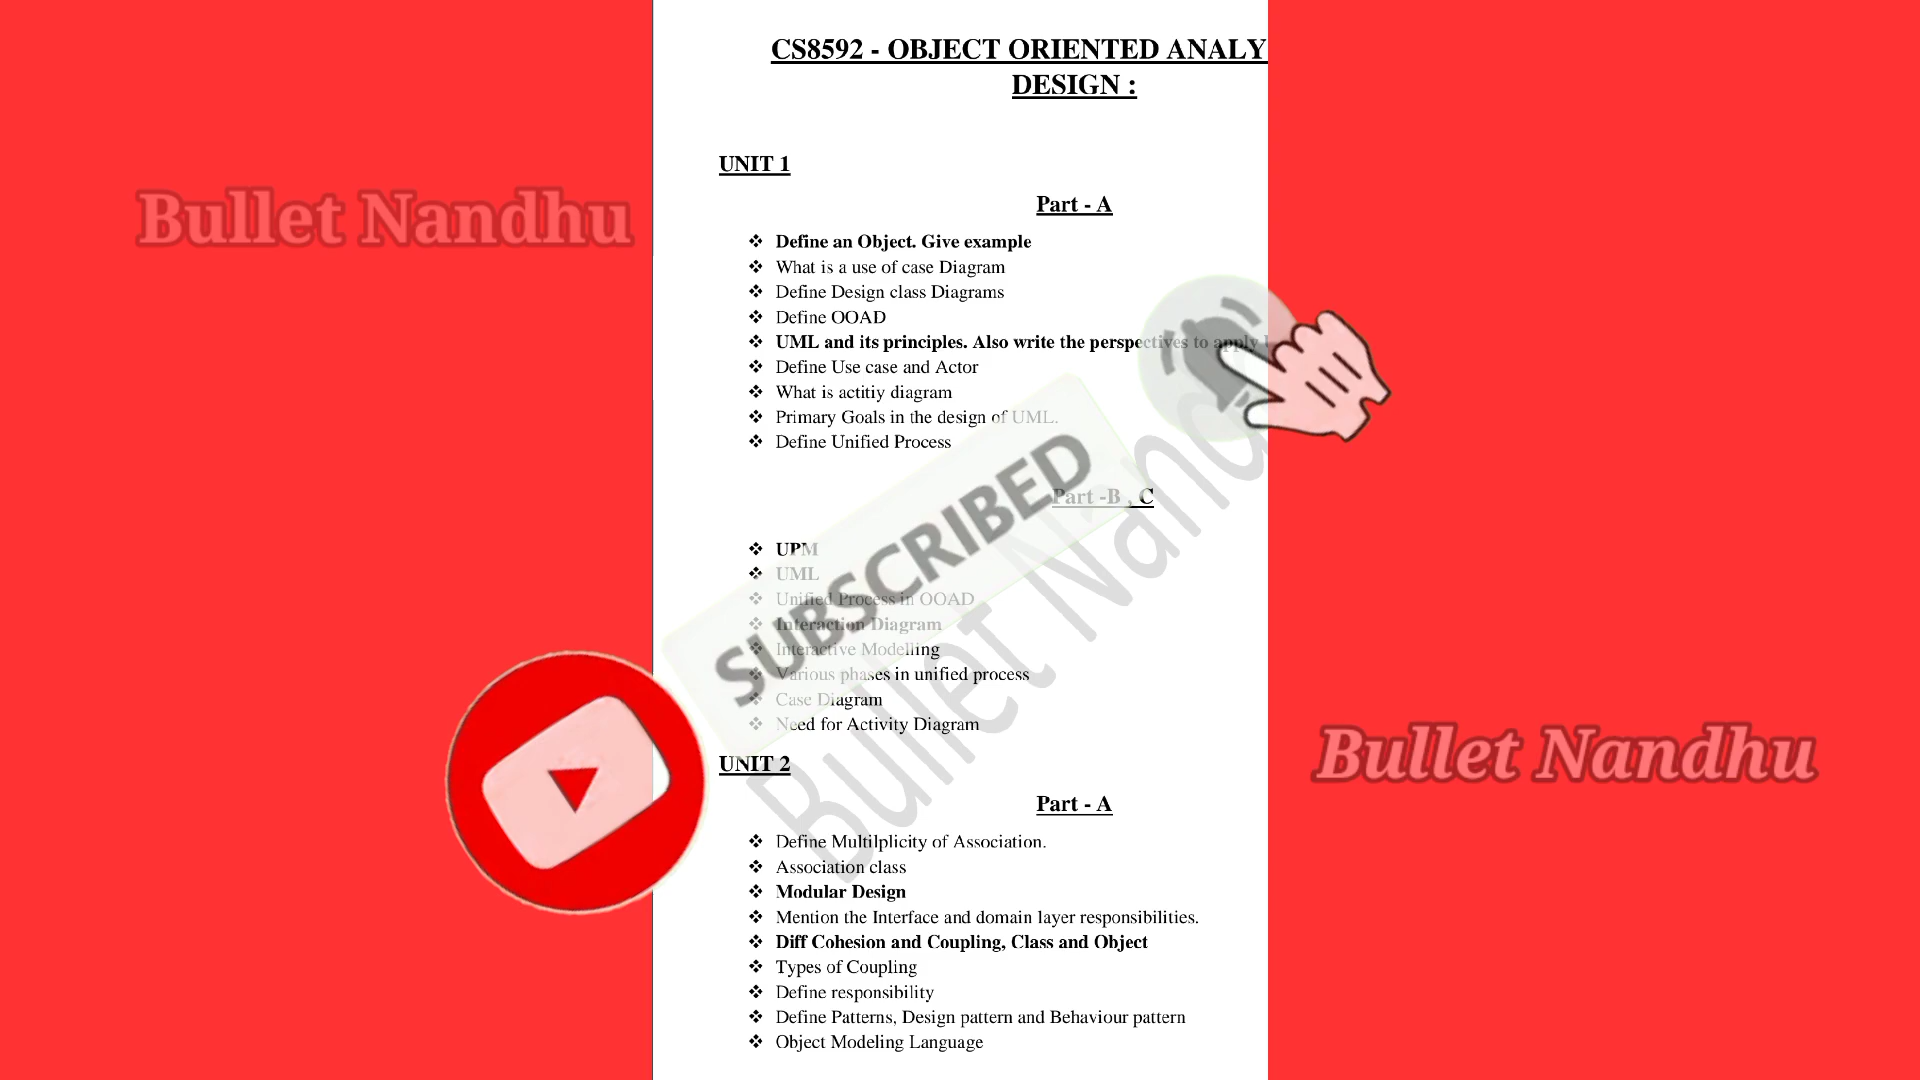 CS8592 - OBJECT ORIENTED ANALY
DESIGN :
UNIT 1
Part - A
❖ Define an Object. Give example
❖ What is a use of case Diagram
❖ Define Design class Diagrams
❖ Define OOAD
❖ UML and its principles. Also write the perspectives to apply
❖ Define Use case and Actor
❖ What is actitiy diagram
❖ Primary Goals in the design of UML.
❖ Define Unified Process
Part -B , C
❖ UPM
❖ UML
❖ Unified Process in OOAD
❖ Interaction Diagram
❖ Interactive Modelling
❖ Various phases in unified process
❖ Case Diagram
❖ Need for Activity Diagram
UNIT 2
Part - A
❖ Define Multilplicity of Association.
❖ Association class
❖ Modular Design
❖ Mention the Interface and domain layer responsibilities.
❖ Diff Cohesion and Coupling, Class and Object
❖ Types of Coupling
❖ Define responsibility
❖ Define Patterns, Design pattern and Behaviour pattern
❖ Object Modeling Language
Bullet Nandhu
SUBSCRIBED
Bullet Nand
Bullet Nandhu